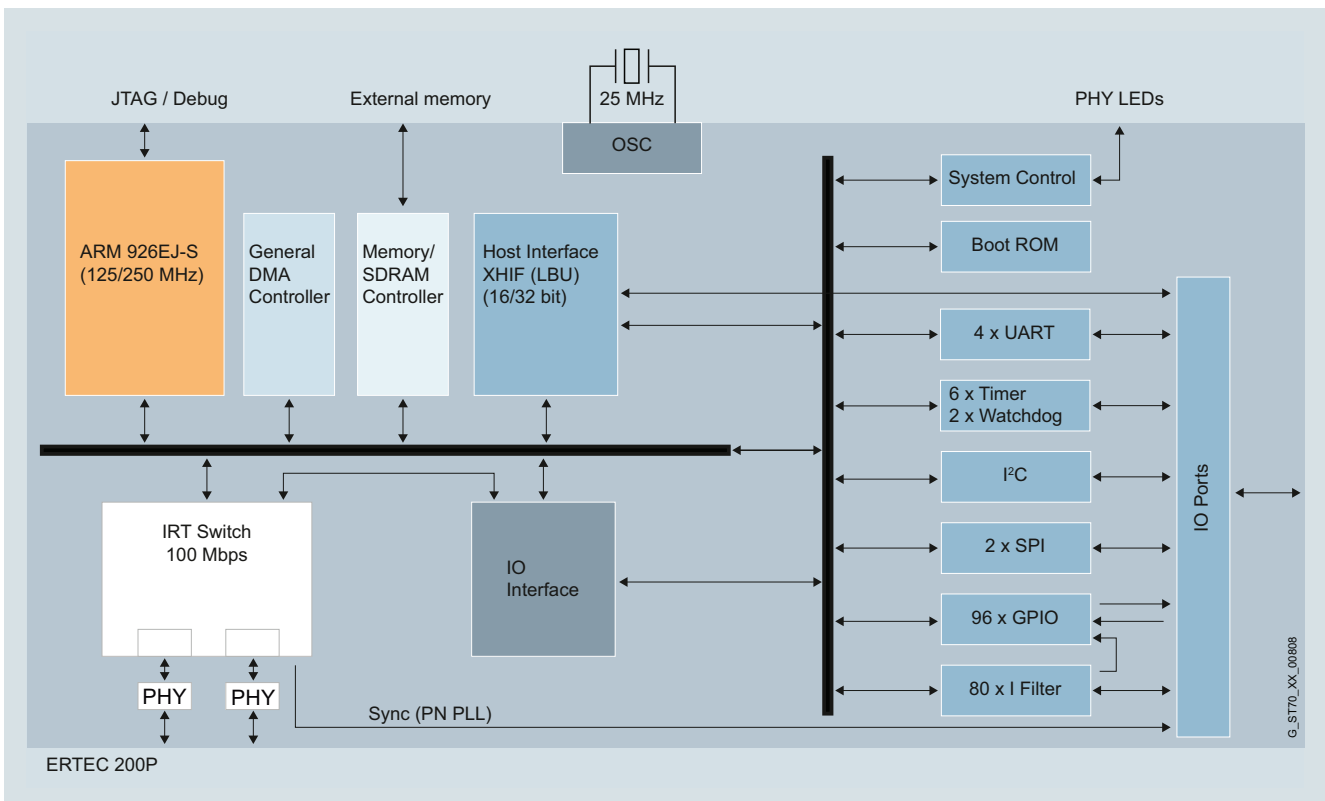 JTAG / Debug
External memory
25 MHz
PHY LEDs
OSC
ARM 926EJ-S
(125/250 MHz)
General
DMA
Controller
Memory/
SDRAM
Controller
Host Interface
XHIF (LBU)
(16/32 bit)
System Control
Boot ROM
4 x UART
6 x Timer
2 x Watchdog
I²C
2 x SPI
96 x GPIO
80 x I Filter
IO Ports
IRT Switch
100 Mbps
IO
Interface
PHY
PHY
Sync (PN PLL)
ERTEC 200P
G_ST70_XX_00808